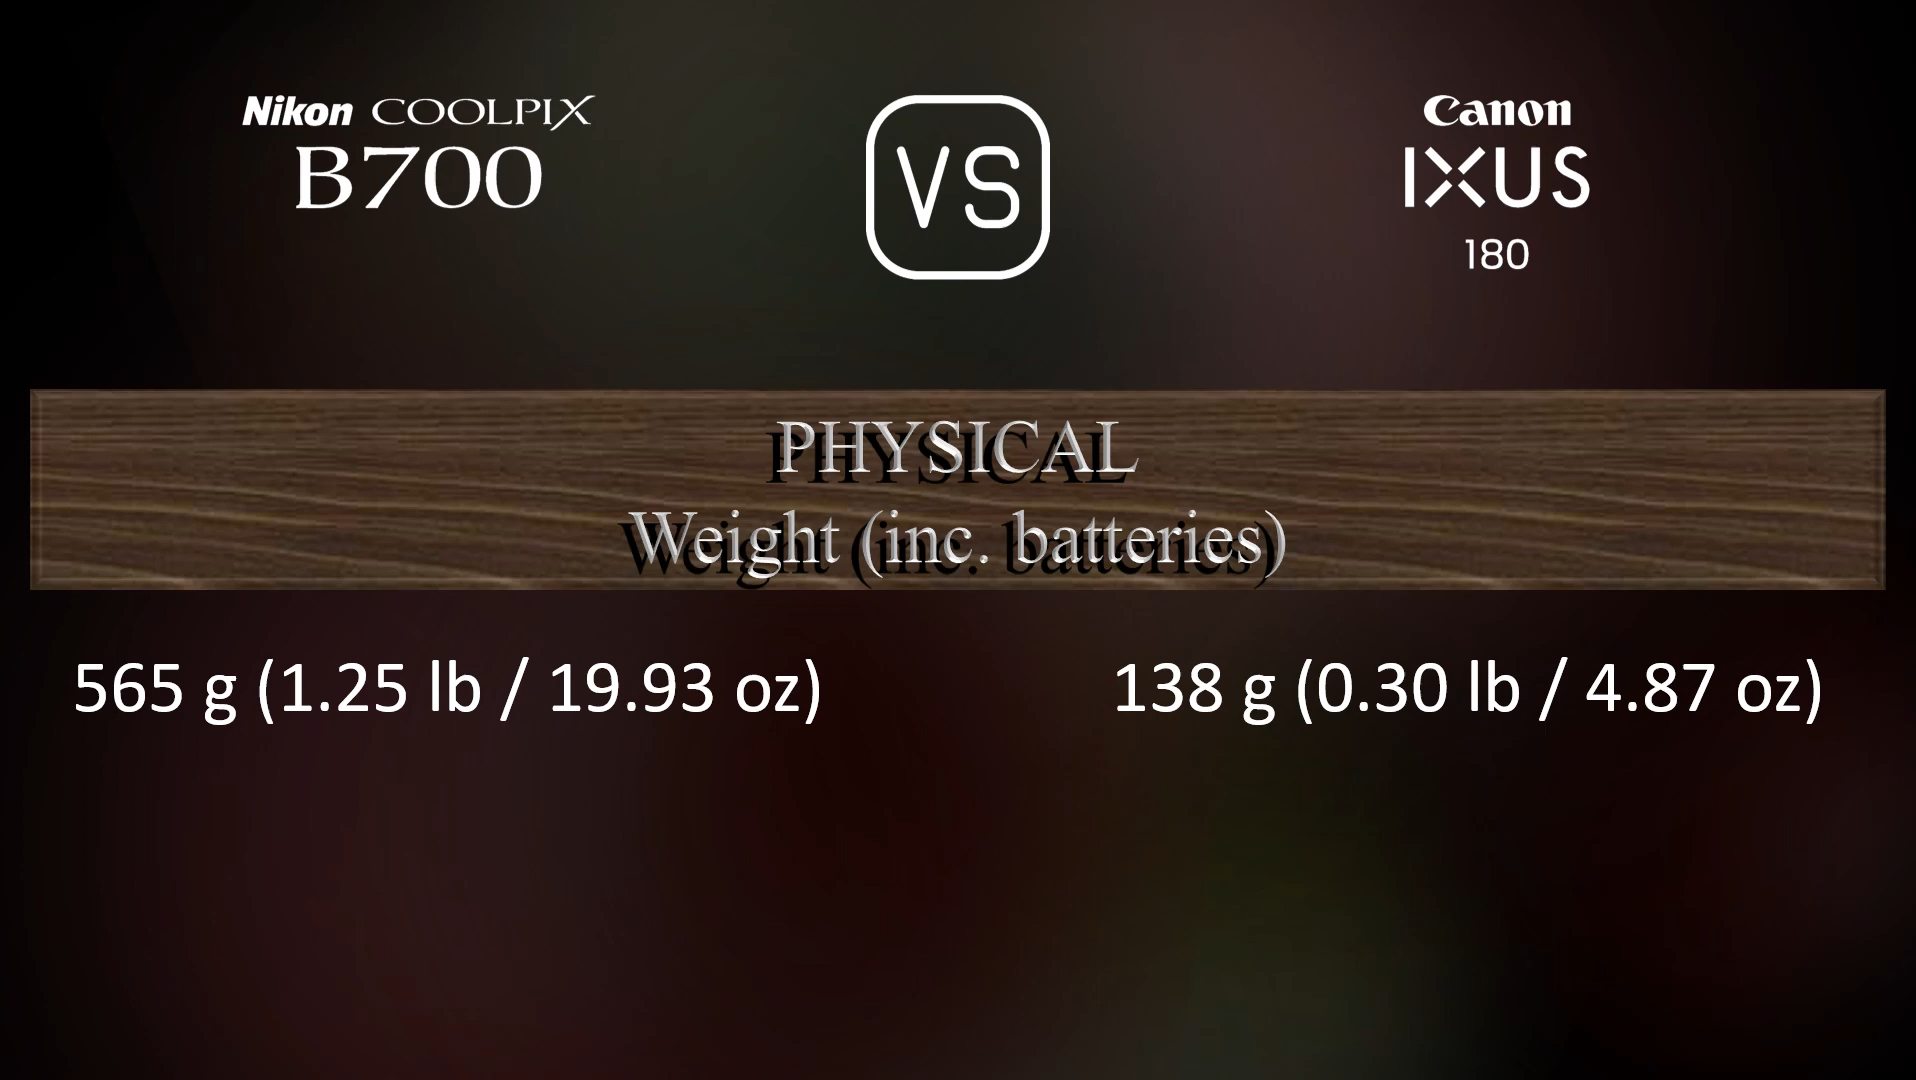 Nikon COOLPIX
B700
VS
Canon
IXUS
180
PHYSICAL
Weight (inc. batteries)
565 g (1.25 lb / 19.93 oz)
138 g (0.30 lb / 4.87 oz)